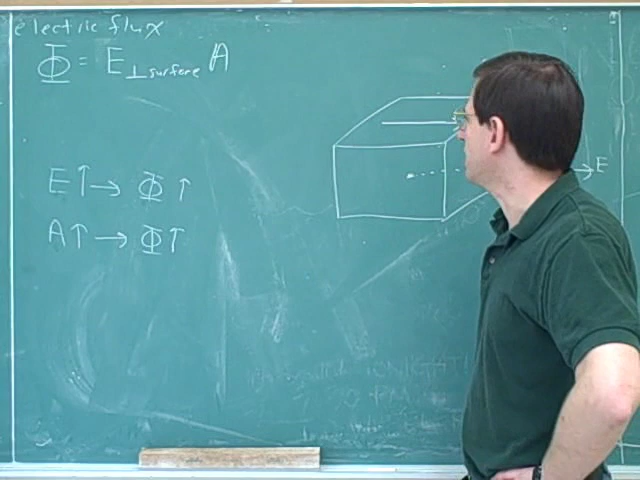 electric flux
Φ = E⊥surface A
E
E↑ → Φ ↑
A↑ → Φ↑